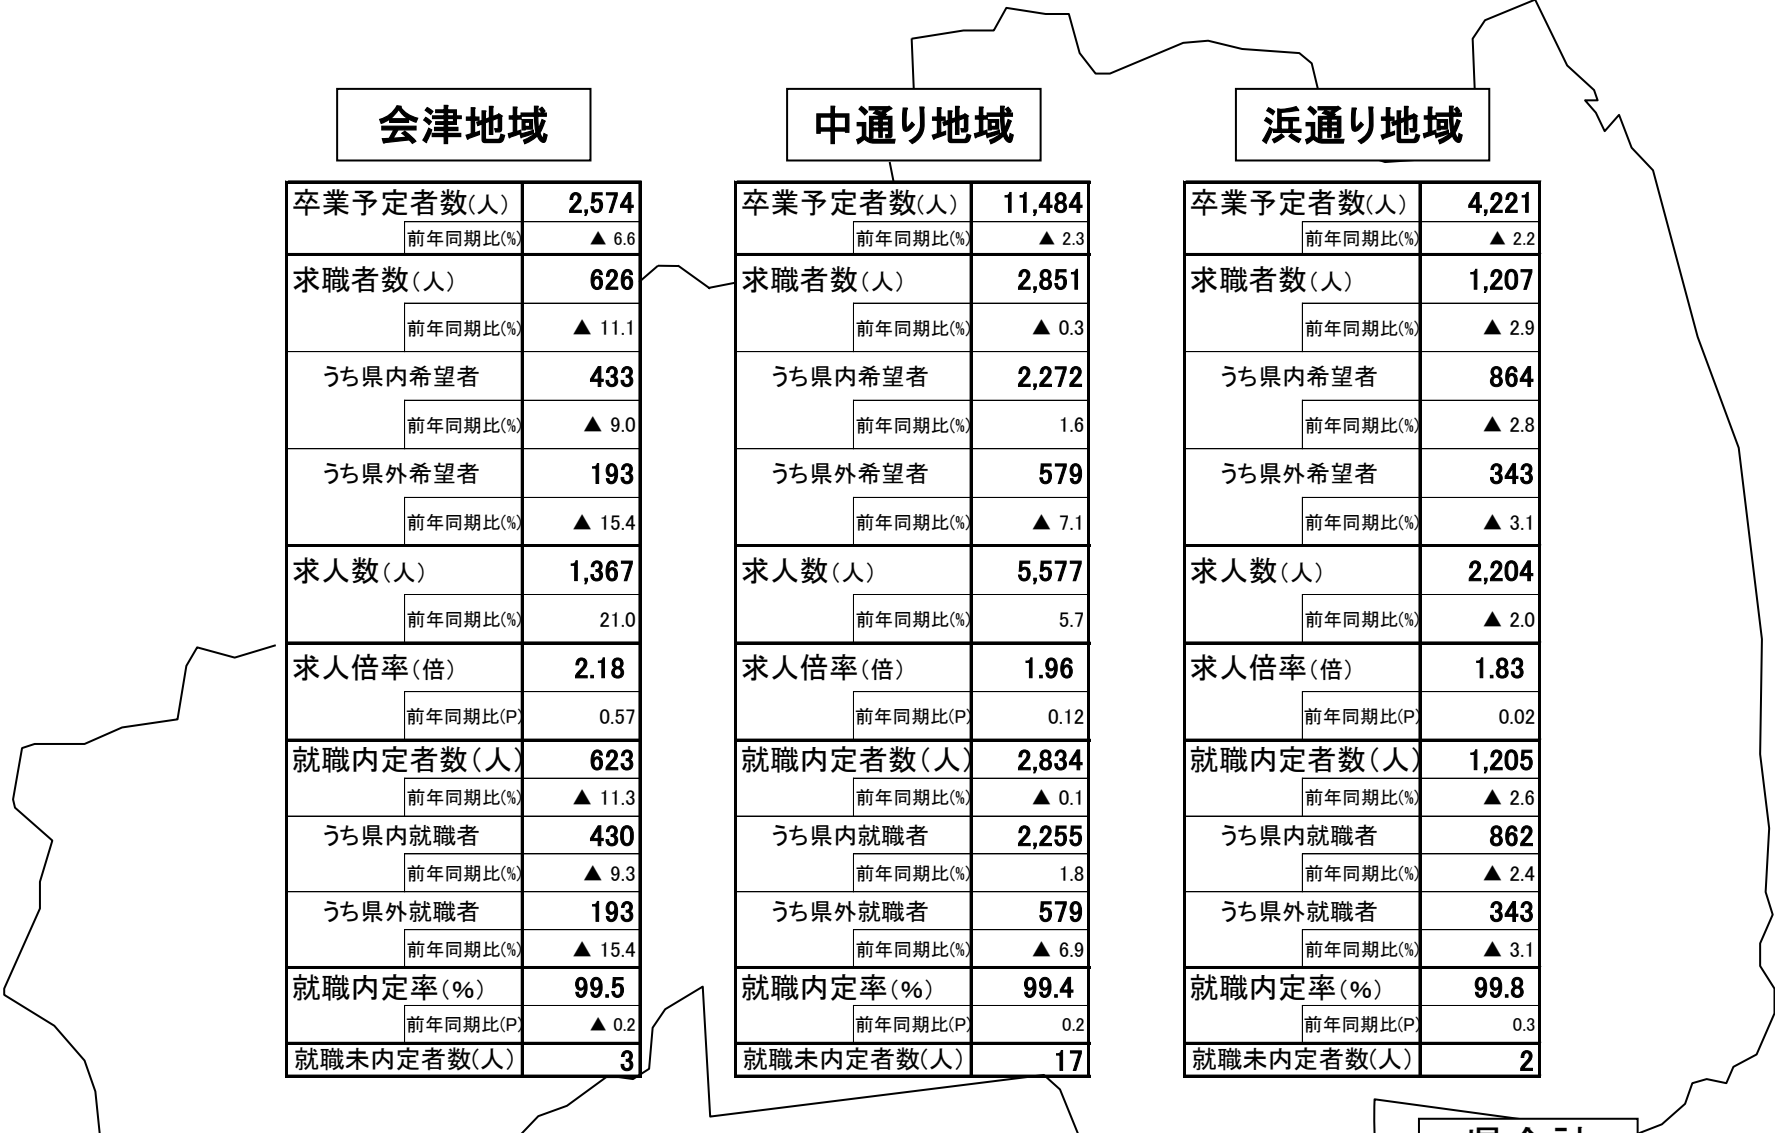 会津地域
卒業予定者数(人) 2,574
前年同期比(%) ▲ 6.6
求職者数(人) 626
前年同期比(%) ▲ 11.1
うち県内希望者 433
前年同期比(%) ▲ 9.0
うち県外希望者 193
前年同期比(%) ▲ 15.4
求人数(人) 1,367
前年同期比(%) 21.0
求人倍率(倍) 2.18
前年同期比(P) 0.57
就職内定者数(人) 623
前年同期比(%) ▲ 11.3
うち県内就職者 430
前年同期比(%) ▲ 9.3
うち県外就職者 193
前年同期比(%) ▲ 15.4
就職内定率(%) 99.5
前年同期比(P) ▲ 0.2
就職未内定者数(人) 3
中通り地域
卒業予定者数(人) 11,484
前年同期比(%) ▲ 2.3
求職者数(人) 2,851
前年同期比(%) ▲ 0.3
うち県内希望者 2,272
前年同期比(%) 1.6
うち県外希望者 579
前年同期比(%) ▲ 7.1
求人数(人) 5,577
前年同期比(%) 5.7
求人倍率(倍) 1.96
前年同期比(P) 0.12
就職内定者数(人) 2,834
前年同期比(%) ▲ 0.1
うち県内就職者 2,255
前年同期比(%) 1.8
うち県外就職者 579
前年同期比(%) ▲ 6.9
就職内定率(%) 99.4
前年同期比(P) 0.2
就職未内定者数(人) 17
浜通り地域
卒業予定者数(人) 4,221
前年同期比(%) ▲ 2.2
求職者数(人) 1,207
前年同期比(%) ▲ 2.9
うち県内希望者 864
前年同期比(%) ▲ 2.8
うち県外希望者 343
前年同期比(%) ▲ 3.1
求人数(人) 2,204
前年同期比(%) ▲ 2.0
求人倍率(倍) 1.83
前年同期比(P) 0.02
就職内定者数(人) 1,205
前年同期比(%) ▲ 2.6
うち県内就職者 862
前年同期比(%) ▲ 2.4
うち県外就職者 343
前年同期比(%) ▲ 3.1
就職内定率(%) 99.8
前年同期比(P) 0.3
就職未内定者数(人) 2